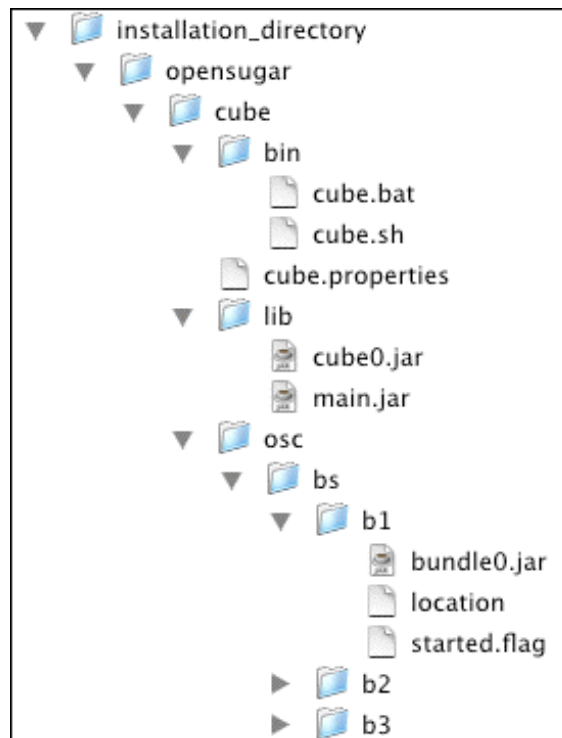 installation_directory
opensugar
cube
bin
cube.bat
cube.sh
cube.properties
lib
cube0.jar
main.jar
osc
bs
b1
bundle0.jar
location
started.flag
b2
b3